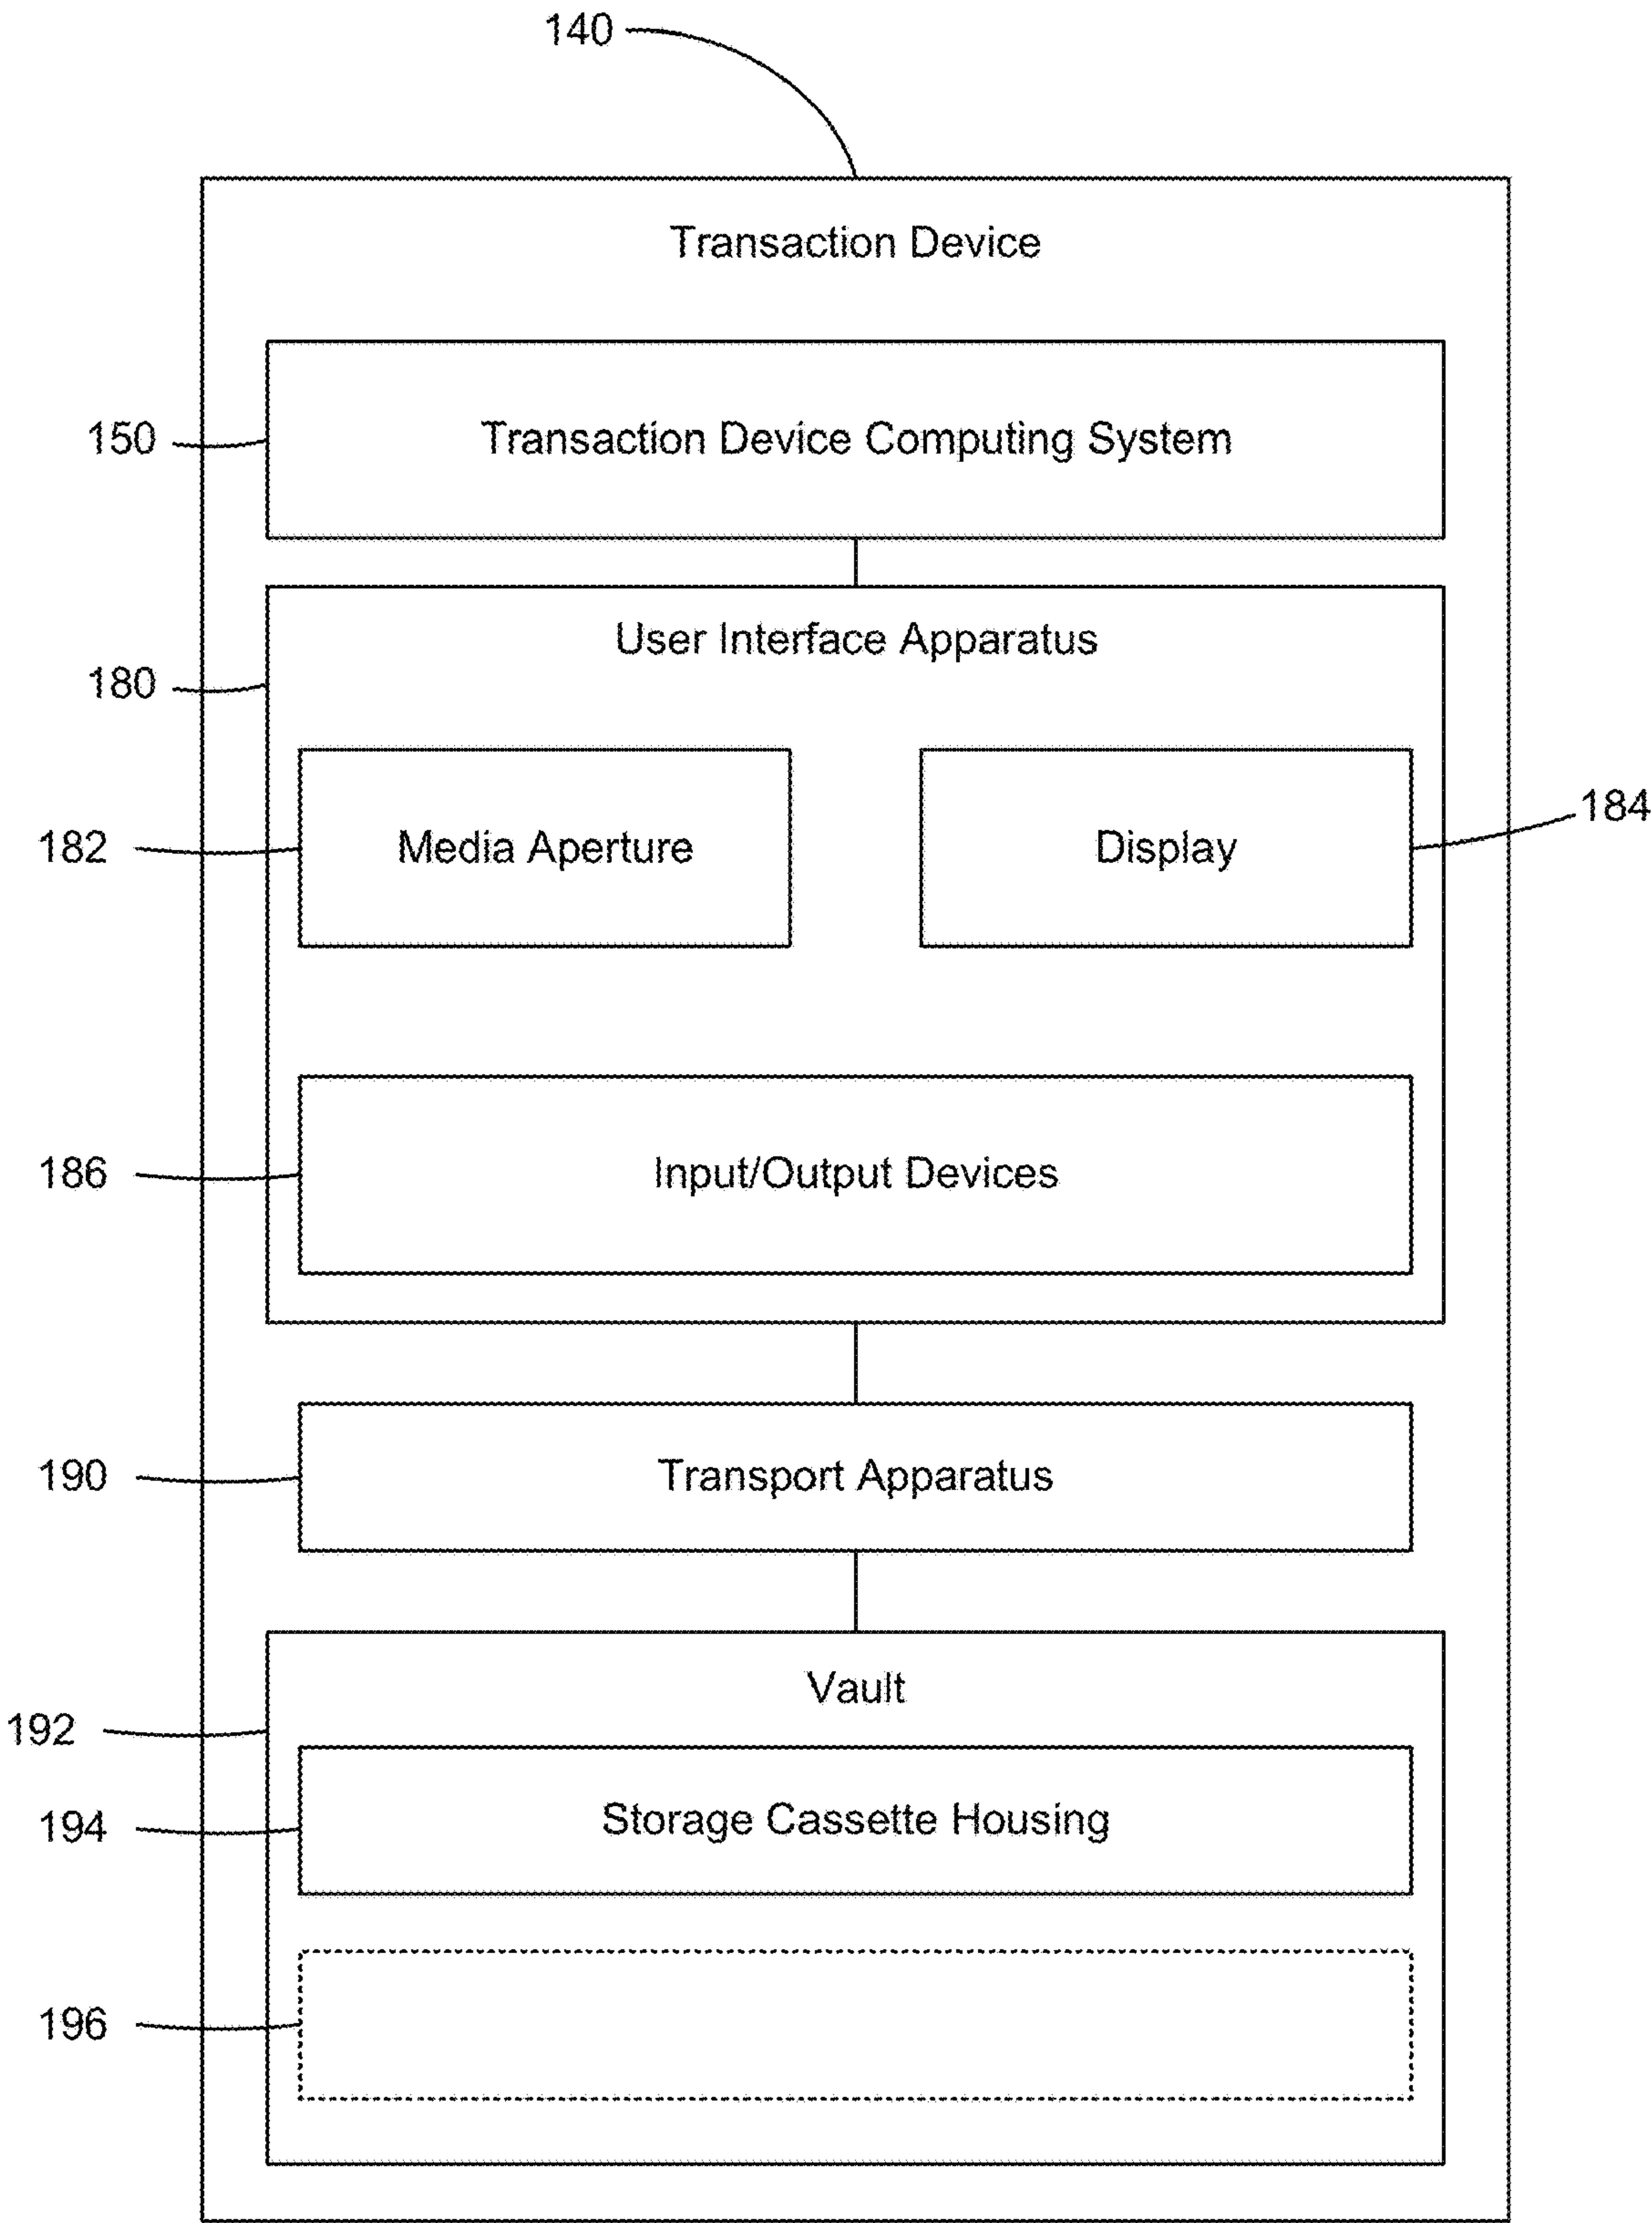 140
Transaction Device
150
Transaction Device Computing System
User Interface Apparatus
180
184
182
Media Aperture
Display
186
Input/Output Devices
190
Transport Apparatus
Vault
192
194
Storage Cassette Housing
196